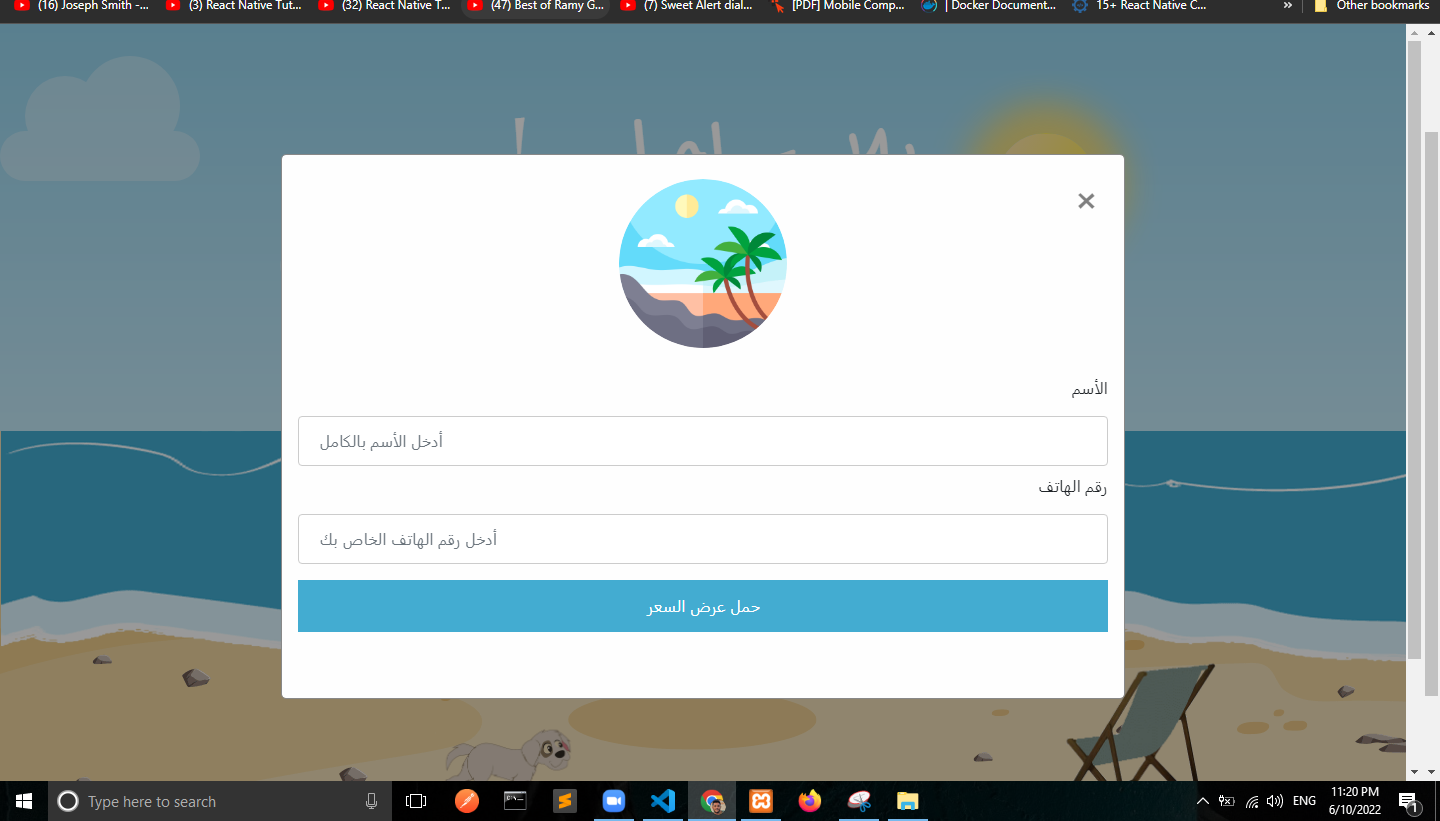 (16) Joseph Smith -...
(3) React Native Tut...
(32) React Native T...
(47) Best of Ramy G...
(7) Sweet Alert dial...
[PDF] Mobile Comp...
| Docker Document...
15+ React Native C...
»
Other bookmarks
×
الأسم
أدخل الأسم بالكامل
رقم الهاتف
أدخل رقم الهاتف الخاص بك
حمل عرض السعر
Type here to search
ENG
11:20 PM
6/10/2022
1